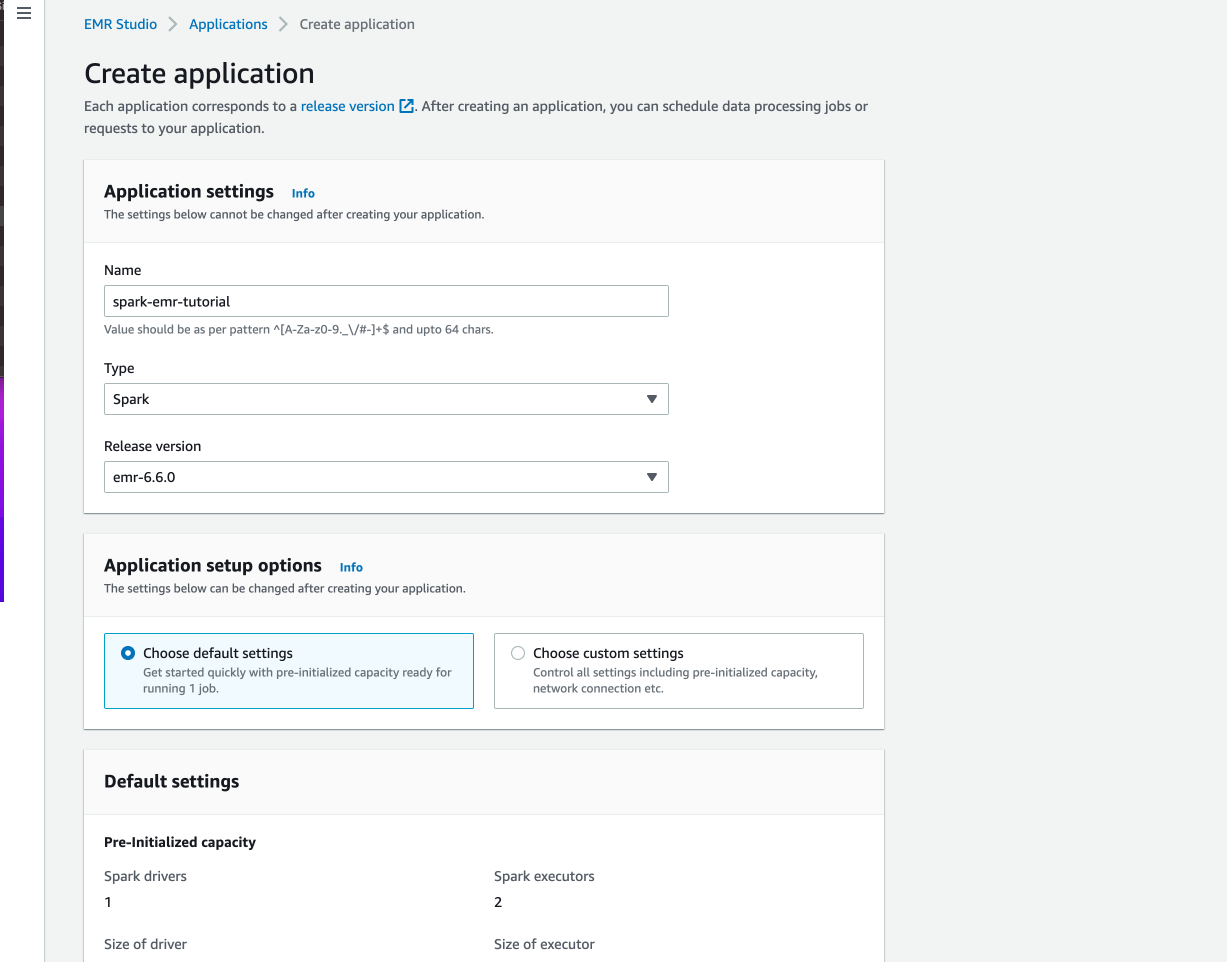 EMR Studio > Applications > Create application
Create application
Each application corresponds to a release version . After creating an application, you can schedule data processing jobs or
requests to your application.
Application settings Info
The settings below cannot be changed after creating your application.
Name
spark-emr-tutorial
Value should be as per pattern ^[A-Za-z0-9._\/#-]+$ and upto 64 chars.
Type
Spark
Release version
emr-6.6.0
Application setup options Info
The settings below can be changed after creating your application.
Choose default settings
Get started quickly with pre-initialized capacity ready for
running 1 job.
Choose custom settings
Control all settings including pre-initialized capacity,
network connection etc.
Default settings
Pre-Initialized capacity
Spark drivers
1
Spark executors
2
Size of driver
Size of executor